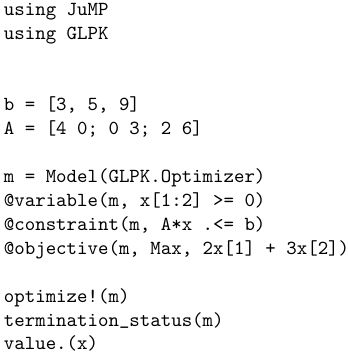 using JuMP
using GLPK
b = [3, 5, 9]
A = [4 0; 0 3; 2 6]
m = Model(GLPK.Optimizer)
@variable(m, x[1:2] >= 0)
@constraint(m, A*x .<= b)
@objective(m, Max, 2x[1] + 3x[2])
optimize!(m)
termination_status(m)
value.(x)